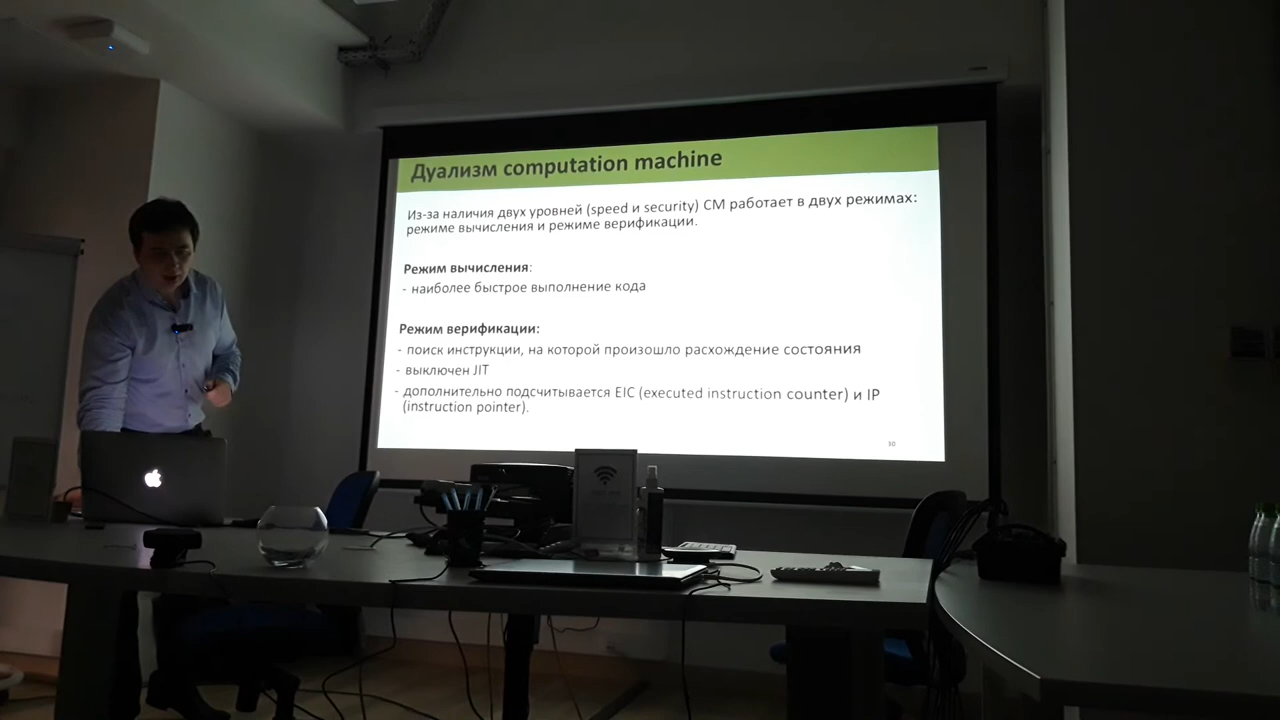 Дуализм computation machine
Из-за наличия двух уровней (speed и security) СМ работает в двух режимах:
режиме вычисления и режиме верификации.
Режим вычисления:
- наиболее быстрое выполнение кода
Режим верификации:
- поиск инструкции, на которой произошло расхождение состояния
- выключен JIT
- дополнительно подсчитывается EIC (executed instruction counter) и IP
(instruction pointer).
30